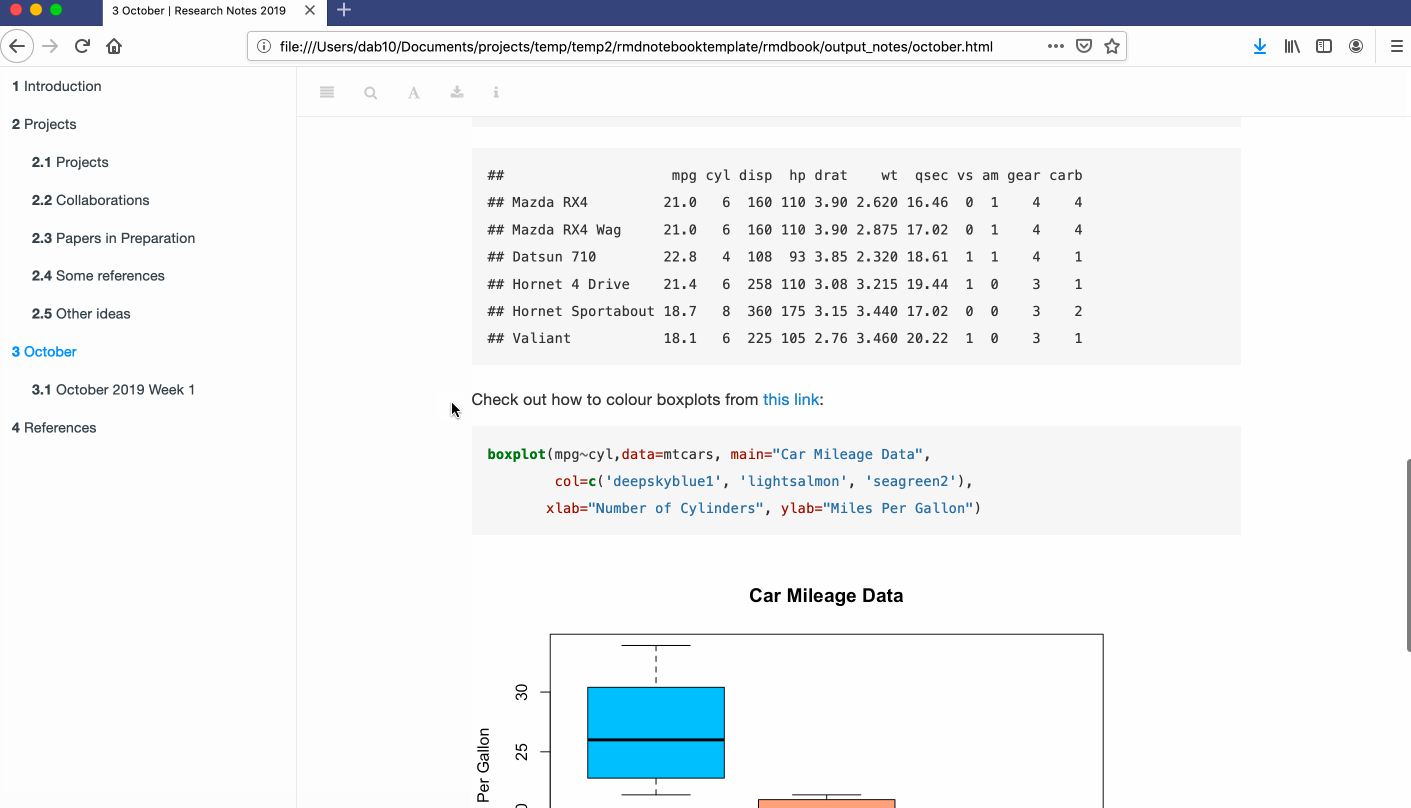 3 October | Research Notes 2019
file:///Users/dab10/Documents/projects/temp/temp2/rmdnotebooktemplate/rmdbook/output_notes/october.html
1 Introduction
2 Projects
2.1 Projects
2.2 Collaborations
2.3 Papers in Preparation
2.4 Some references
2.5 Other ideas
3 October
3.1 October 2019 Week 1
4 References
A
i
##                    mpg cyl disp  hp drat    wt  qsec vs am gear carb
## Mazda RX4         21.0   6  160 110 3.90 2.620 16.46  0  1    4    4
## Mazda RX4 Wag     21.0   6  160 110 3.90 2.875 17.02  0  1    4    4
## Datsun 710        22.8   4  108  93 3.85 2.320 18.61  1  1    4    1
## Hornet 4 Drive    21.4   6  258 110 3.08 3.215 19.44  1  0    3    1
## Hornet Sportabout 18.7   8  360 175 3.15 3.440 17.02  0  0    3    2
## Valiant           18.1   6  225 105 2.76 3.460 20.22  1  0    3    1
Check out how to colour boxplots from this link:
boxplot(mpg~cyl,data=mtcars, main="Car Mileage Data",
        col=c('deepskyblue1', 'lightsalmon', 'seagreen2'),
       xlab="Number of Cylinders", ylab="Miles Per Gallon")
Car Mileage Data
30
25
Per Gallon